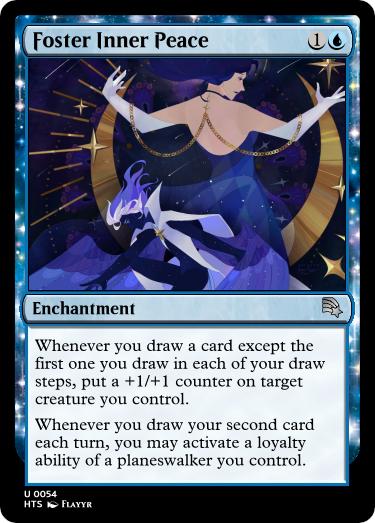 Foster Inner Peace 1
Enchantment
Whenever you draw a card except the
first one you draw in each of your draw
steps, put a +1/+1 counter on target
creature you control.
Whenever you draw your second card
each turn, you may activate a loyalty
ability of a planeswalker you control.
U 0054
HTS Flayyr